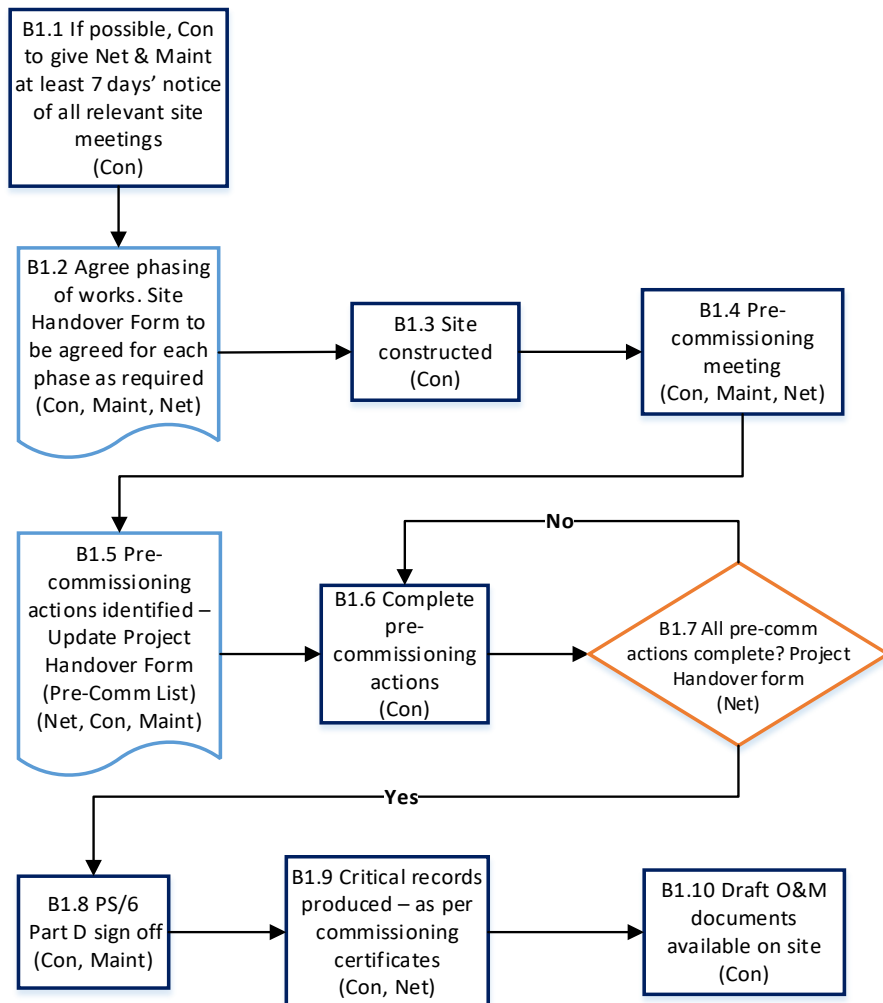 B1.1 If possible, Con
to give Net & Maint
at least 7 days’ notice
of all relevant site
meetings
(Con)
B1.2 Agree phasing
of works. Site
Handover Form to
be agreed for each
phase as required
(Con, Maint, Net)
B1.3 Site
constructed
(Con)
B1.4 Pre-
commissioning
meeting
(Con, Maint, Net)
B1.5 Pre-
commissioning
actions identified –
Update Project
Handover Form
(Pre-Comm List)
(Net, Con, Maint)
B1.6 Complete
pre-
commissioning
actions
(Con)
No
B1.7 All pre-comm
actions complete? Project
Handover form
(Net)
Yes
B1.8 PS/6
Part D sign off
(Con, Maint)
B1.9 Critical records
produced – as per
commissioning
certificates
(Con, Net)
B1.10 Draft O&M
documents
available on site
(Con)